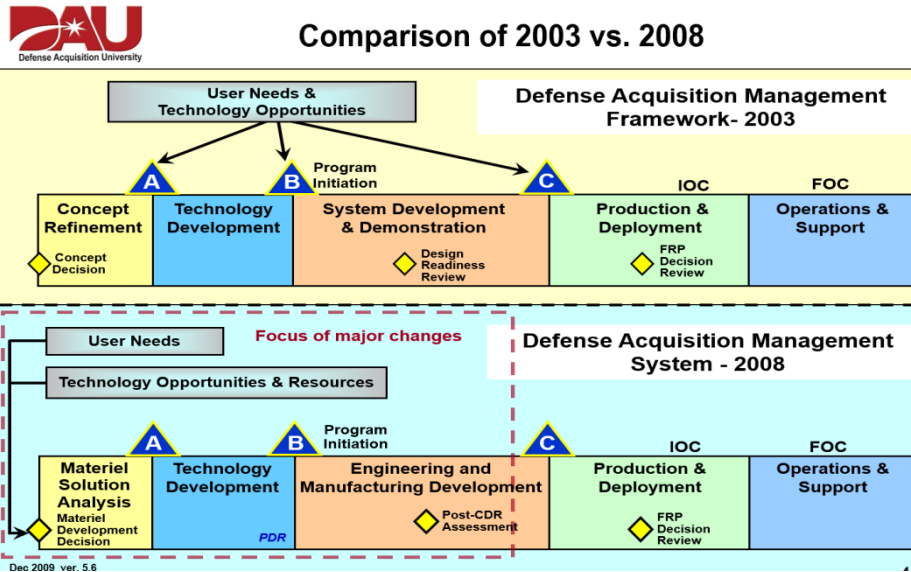 DAU
Defense Acquisition University
Comparison of 2003 vs. 2008
User Needs &
Technology Opportunities
Defense Acquisition Management
Framework- 2003
A
B
Program
Initiation
C
IOC
FOC
Concept
Refinement
Technology
Development
System Development
& Demonstration
Production &
Deployment
Operations &
Support
Concept
Decision
Design
Readiness
Review
FRP
Decision
Review
User Needs
Focus of major changes
Defense Acquisition Management
System - 2008
Technology Opportunities & Resources
A
B
Program
Initiation
C
IOC
FOC
Materiel
Solution
Analysis
Technology
Development
Engineering and
Manufacturing Development
Production &
Deployment
Operations &
Support
Materiel
Development
Decision
PDR
Post-CDR
Assessment
FRP
Decision
Review
Dec 2009 ver. 5.6